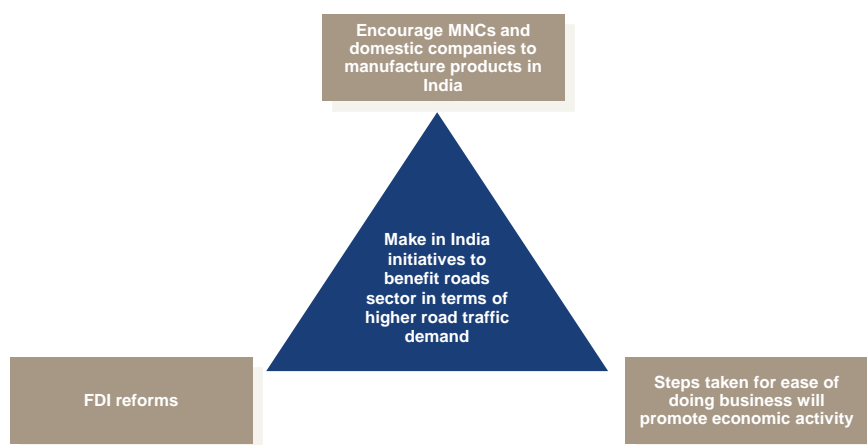 Encourage MNCs and
domestic companies to
manufacture products in
India
Make in India
initiatives to
benefit roads
sector in terms of
higher road traffic
demand
FDI reforms
Steps taken for ease of
doing business will
promote economic activity